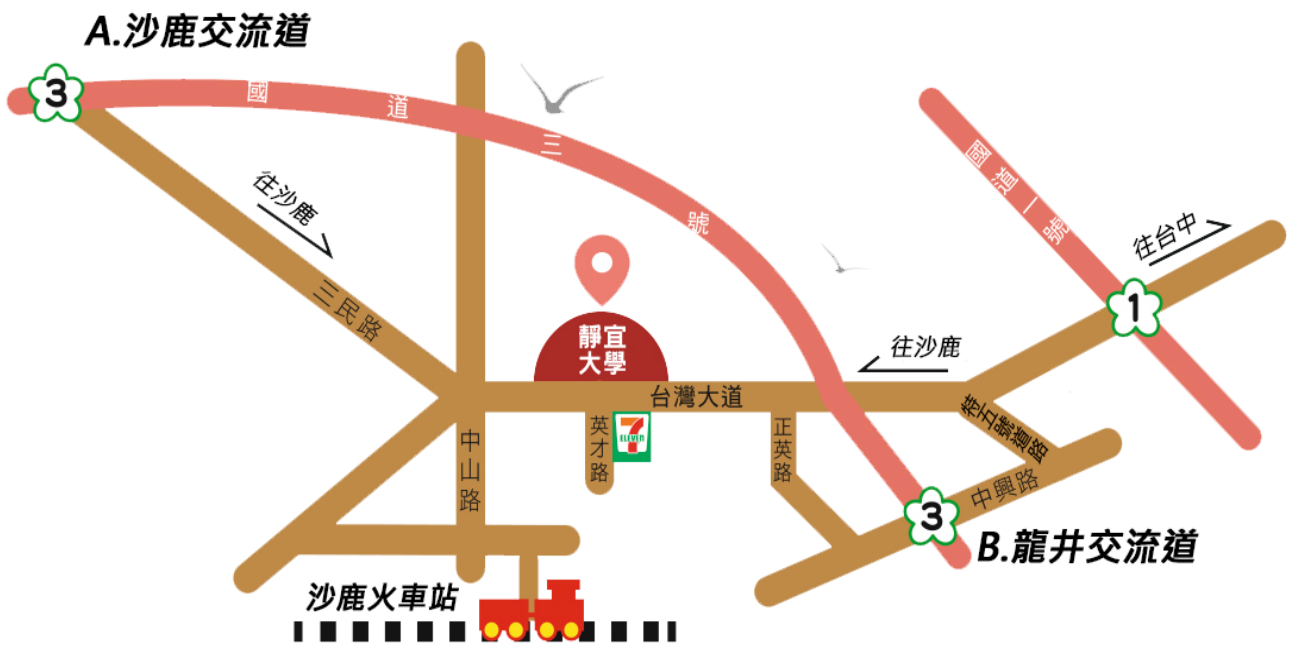 A.沙鹿交流道
3
國道三號
國道一號
往沙鹿
往台中
三民路
1
靜宜
大學
往沙鹿
台灣大道
特五號道路
英才路
7
ELEVEN
正英路
中山路
中興路
3
B.龍井交流道
沙鹿火車站